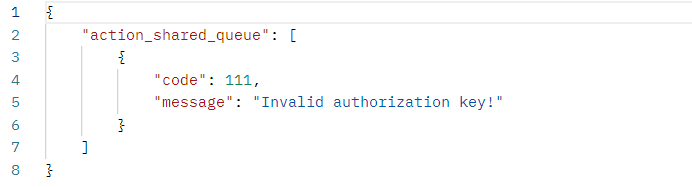 1 {
2 "action_shared_queue": [
3 {
4 "code": 111,
5 "message": "Invalid authorization key!"
6 }
7 ]
8 }